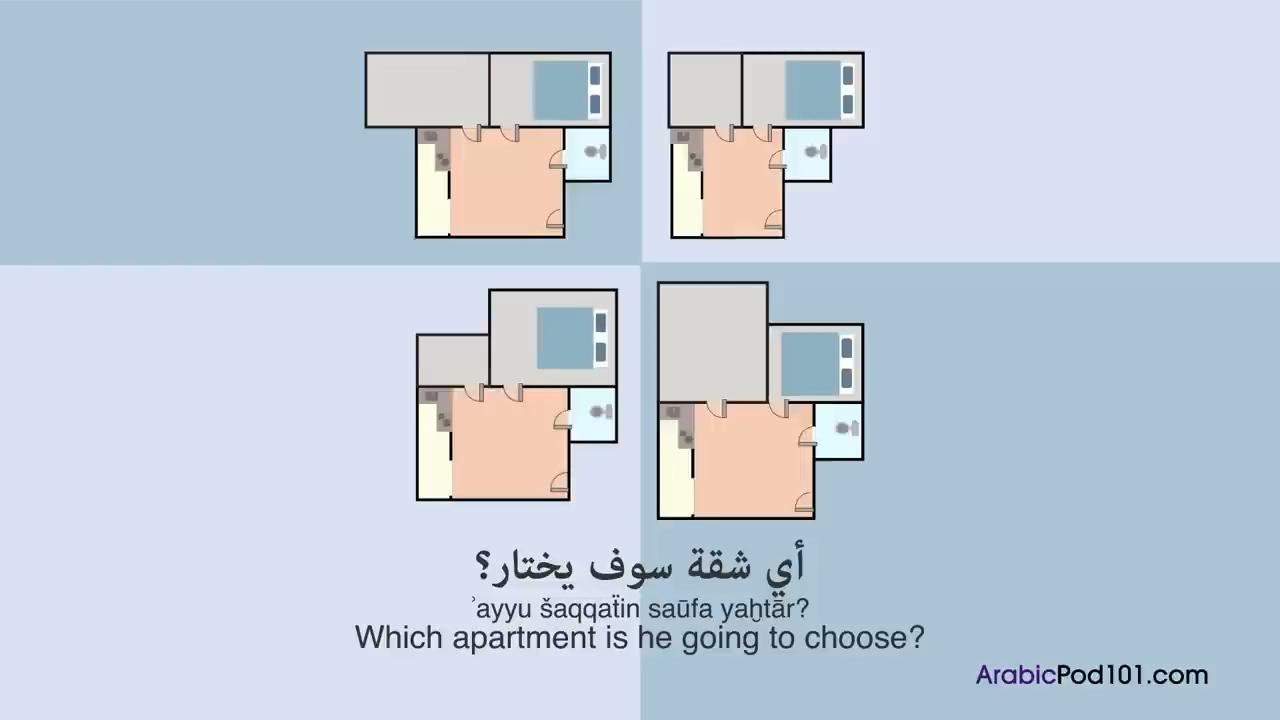 أي شقة سوف يختار؟
ʾayyu šaqqaẗin saūfa yaḫtār?
Which apartment is he going to choose?
ArabicPod101.com